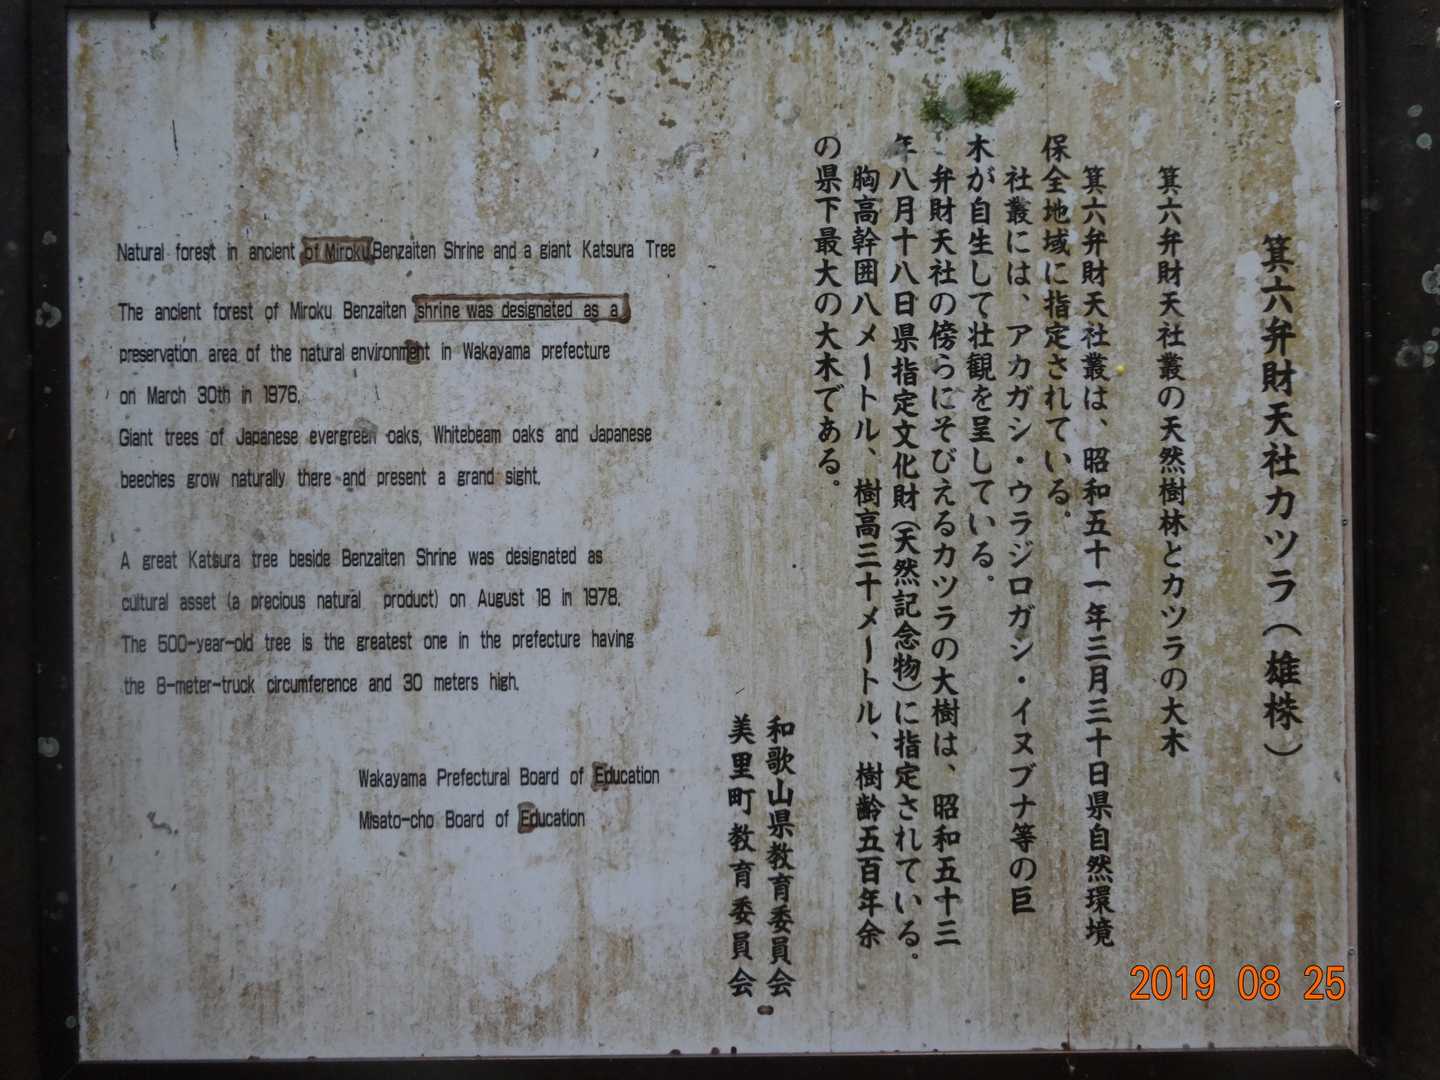 箕六弁財天社カツラ(雄株)
箕六弁財天社叢の天然樹林とカツラの大木
箕六弁財天社叢は、昭和五十一年三月三十日県自然環境
保全地域に指定されている。
社叢には、アカガシ・ウラジロガシ・イヌブナ等の巨
木が自生して壮観を呈している。
弁財天社の傍らにそびえるカツラの大樹は、昭和五十三
年八月十八日県指定文化財(天然記念物)に指定されている。
胸高幹囲八メートル、樹高三十メートル、樹齢五百年余
の県下最大の大木である。
和歌山県教育委員会
美里町教育委員会
Natural forest in ancient of Miroku Benzaiten Shrine and a giant Katsura Tree
The ancient forest of Miroku Benzaiten shrine was designated as a
preservation area of the natural environment in Wakayama prefecture
on March 30th in 1976.
Giant trees of Japanese evergreen oaks, Whitebeam oaks and Japanese
beeches grow naturally there and present a grand sight.
A great Katsura tree beside Benzaiten Shrine was designated as
cultural asset (a precious natural product) on August 18 in 1978.
The 500-year-old tree is the greatest one in the prefecture having
the 8-meter-truck circumference and 30 meters high.
Wakayama Prefectural Board of Education
Misato-cho Board of Education
2019 08 25